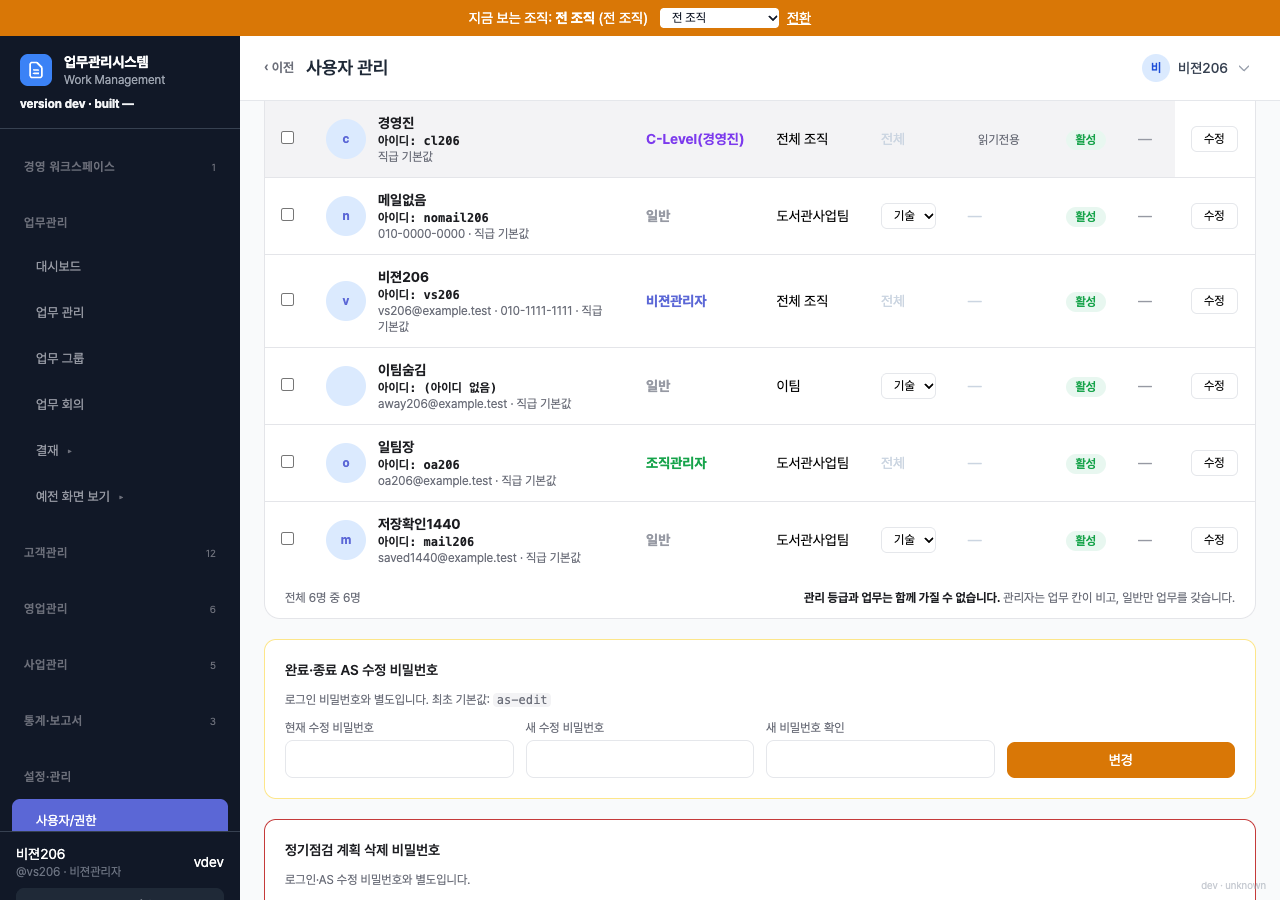 지금 보는 조직: 전 조직 (전 조직) 전 조직 전환
업무관리시스템
Work Management
version dev · built —
경영 워크스페이스 1
업무관리
대시보드
업무 관리
업무 그룹
업무 회의
결재 ▸
예전 화면 보기 ▸
고객관리 12
영업관리 6
사업관리 5
통계·보고서 3
설정·관리
사용자/권한
비젼206
@vs206 · 비젼관리자
vdev
‹ 이전 사용자 관리
비 비젼206
c
경영진
아이디: cl206
직급 기본값
C-Level(경영진) 전체 조직 전체 읽기전용 활성 — 수정
n
메일없음
아이디: nomail206
010-0000-0000 · 직급 기본값
일반 도서관사업팀 기술 — 활성 — 수정
v
비젼206
아이디: vs206
vs206@example.test · 010-1111-1111 · 직급
기본값
비젼관리자 전체 조직 전체 — 활성 — 수정
이팀숨김
아이디: (아이디 없음)
away206@example.test · 직급 기본값
일반 이팀 기술 — 활성 — 수정
o
일팀장
아이디: oa206
oa206@example.test · 직급 기본값
조직관리자 도서관사업팀 전체 — 활성 — 수정
m
저장확인1440
아이디: mail206
saved1440@example.test · 직급 기본값
일반 도서관사업팀 기술 — 활성 — 수정
전체 6명 중 6명
관리 등급과 업무는 함께 가질 수 없습니다. 관리자는 업무 칸이 비고, 일반만 업무를 갖습니다.
완료·종료 AS 수정 비밀번호
로그인 비밀번호와 별도입니다. 최초 기본값: as-edit
현재 수정 비밀번호 새 수정 비밀번호 새 비밀번호 확인
변경
정기점검 계획 삭제 비밀번호
로그인·AS 수정 비밀번호와 별도입니다.
dev · unknown